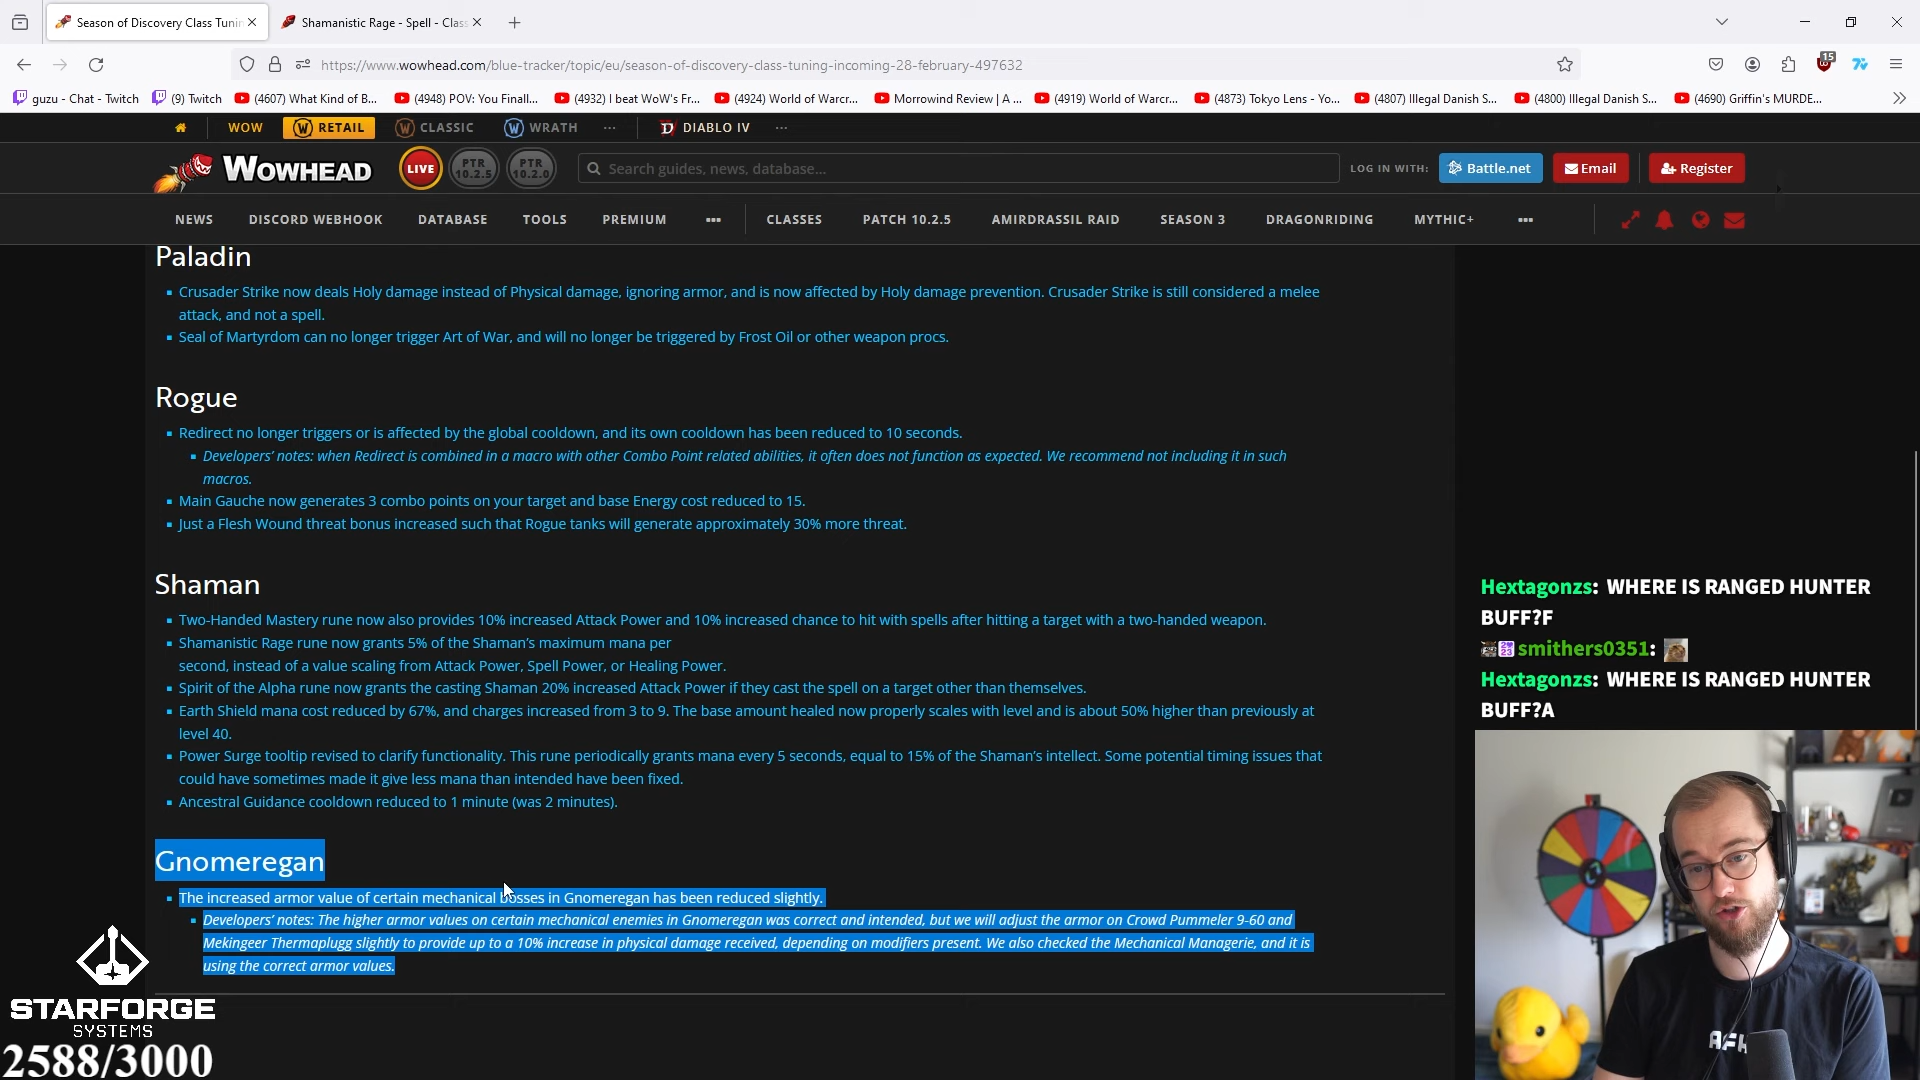 Season of Discovery Class Tunin
Shamanistic Rage - Spell - Clas
https://www.wowhead.com/blue-tracker/topic/eu/season-of-discovery-class-tuning-incoming-28-february-497632
15
guzu - Chat - Twitch
(9) Twitch
(4607) What Kind of B...
(4948) POV: You Finall...
(4932) I beat WoW's Fr...
(4924) World of Warcr...
Morrowind Review | A ...
(4919) World of Warcr...
(4873) Tokyo Lens - Yo...
(4807) Illegal Danish S...
(4800) Illegal Danish S...
(4690) Griffin's MURDE...
WOW
RETAIL
CLASSIC
WRATH
DIABLO IV
WOWHEAD
LIVE
PTR
10.2.5
PTR
10.2.0
Search guides, news, database...
LOG IN WITH:
Battle.net
Email
Register
NEWS
DISCORD WEBHOOK
DATABASE
TOOLS
PREMIUM
CLASSES
PATCH 10.2.5
AMIRDRASSIL RAID
SEASON 3
DRAGONRIDING
MYTHIC+
Paladin
Crusader Strike now deals Holy damage instead of Physical damage, ignoring armor, and is now affected by Holy damage prevention. Crusader Strike is still considered a melee
attack, and not a spell.
Seal of Martyrdom can no longer trigger Art of War, and will no longer be triggered by Frost Oil or other weapon procs.
Rogue
Redirect no longer triggers or is affected by the global cooldown, and its own cooldown has been reduced to 10 seconds.
Developers' notes: when Redirect is combined in a macro with other Combo Point related abilities, it often does not function as expected. We recommend not including it in such
macros.
Main Gauche now generates 3 combo points on your target and base Energy cost reduced to 15.
Just a Flesh Wound threat bonus increased such that Rogue tanks will generate approximately 30% more threat.
Shaman
Two-Handed Mastery rune now also provides 10% increased Attack Power and 10% increased chance to hit with spells after hitting a target with a two-handed weapon.
Shamanistic Rage rune now grants 5% of the Shaman's maximum mana per
second, instead of a value scaling from Attack Power, Spell Power, or Healing Power.
Spirit of the Alpha rune now grants the casting Shaman 20% increased Attack Power if they cast the spell on a target other than themselves.
Earth Shield mana cost reduced by 67%, and charges increased from 3 to 9. The base amount healed now properly scales with level and is about 50% higher than previously at
level 40.
Power Surge tooltip revised to clarify functionality. This rune periodically grants mana every 5 seconds, equal to 15% of the Shaman's intellect. Some potential timing issues that
could have sometimes made it give less mana than intended have been fixed.
Ancestral Guidance cooldown reduced to 1 minute (was 2 minutes).
Gnomeregan
The increased armor value of certain mechanical bosses in Gnomeregan has been reduced slightly.
Developers' notes: The higher armor values on certain mechanical enemies in Gnomeregan was correct and intended, but we will adjust the armor on Crowd Pummeler 9-60 and
Mekingeer Thermaplugg slightly to provide up to a 10% increase in physical damage received, depending on modifiers present. We also checked the Mechanical Managerie, and it is
using the correct armor values.
Hextagonzs: WHERE IS RANGED HUNTER
BUFF?F
smithers0351:
Hextagonzs: WHERE IS RANGED HUNTER
BUFF?A
STARFORGE
SYSTEMS
2588/3000
AFK